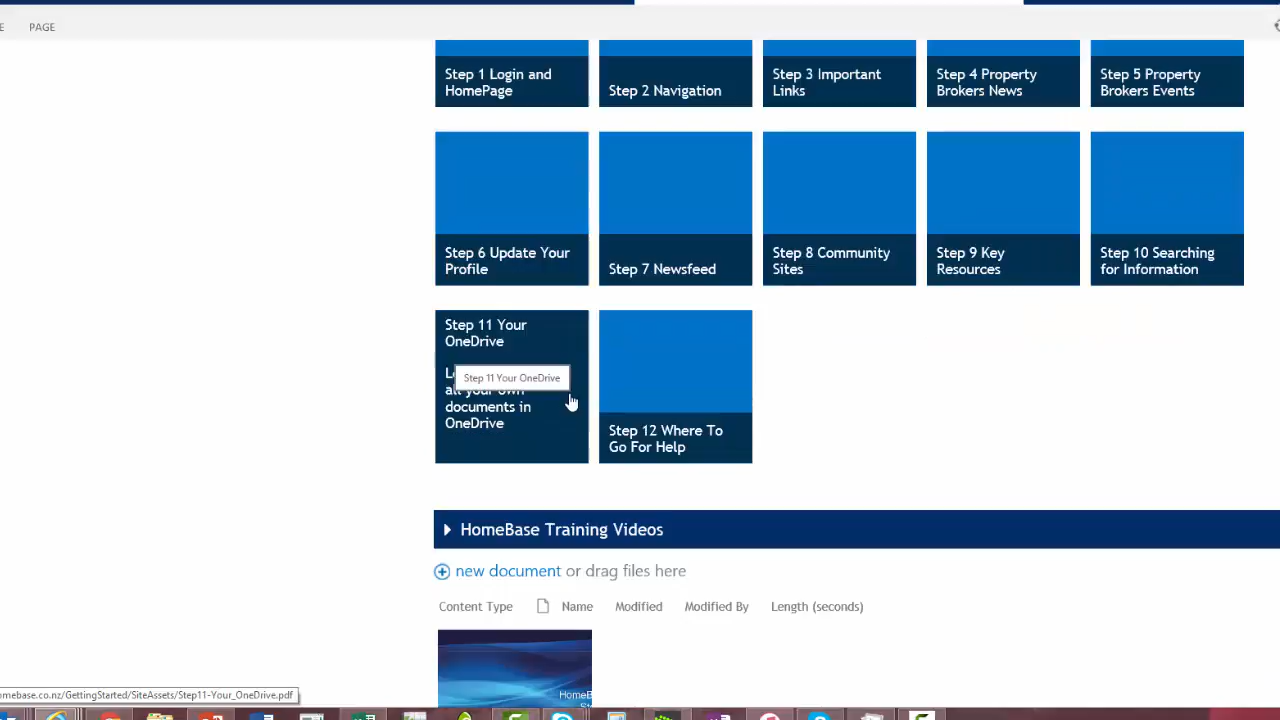 PAGE
Step 1 Login and
HomePage
Step 2 Navigation
Step 3 Important
Links
Step 4 Property
Brokers News
Step 5 Property
Brokers Events
Step 6 Update Your
Profile
Step 7 Newsfeed
Step 8 Community
Sites
Step 9 Key
Resources
Step 10 Searching
for Information
Step 11 Your
OneDrive
Step 11 Your OneDrive
all your own
documents in
OneDrive
Step 12 Where To
Go For Help
HomeBase Training Videos
new document or drag files here
Content Type Name Modified Modified By Length (seconds)
mebase.co.nz/GettingStarted/SiteAssets/Step11-Your_OneDrive.pdf